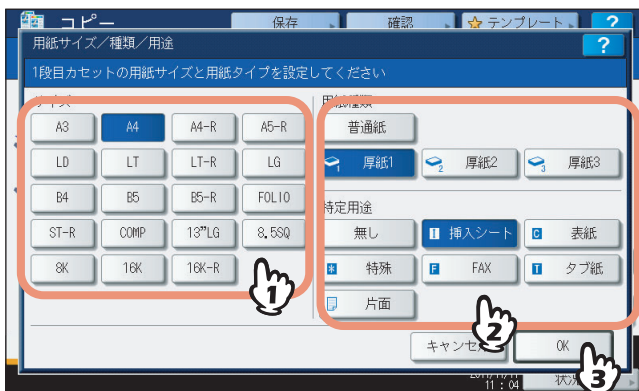 コピー 保存 確認 テンプレート ?
用紙サイズ／種類／用途 ?
1段目カセットの用紙サイズと用紙タイプを設定してください
用紙種類
A3 A4 A4-R A5-R 普通紙
LD LT LT-R LG 1 厚紙1 2 厚紙2 3 厚紙3
B4 B5 B5-R FOLIO
特定用途
ST-R COMP 13"LG 8.5SQ 無し I 挿入シート C 表紙
8K 16K 16K-R * 特殊 F FAX T タブ紙
1 片面
2
キャンセル OK
3
11:04 状況